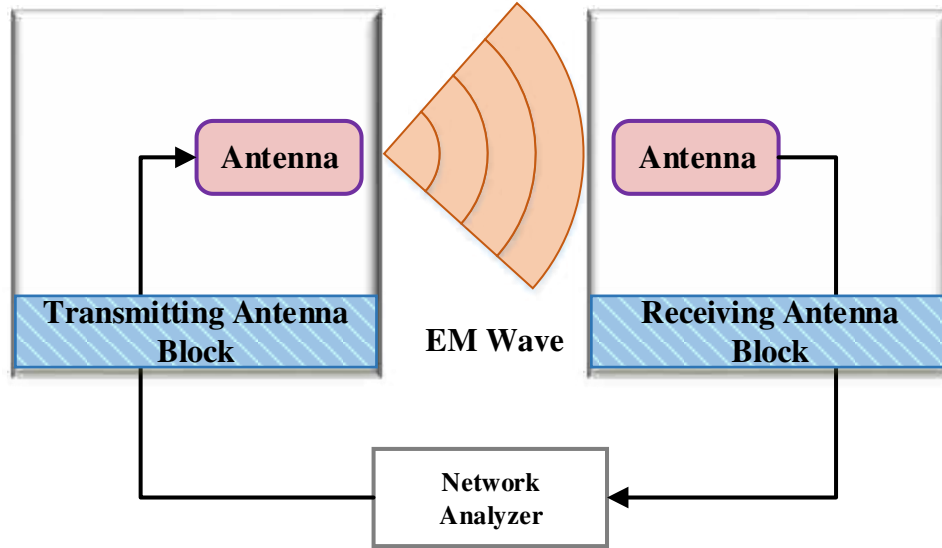 Antenna
Antenna
Transmitting Antenna
Block
EM Wave
Receiving Antenna
Block
Network
Analyzer